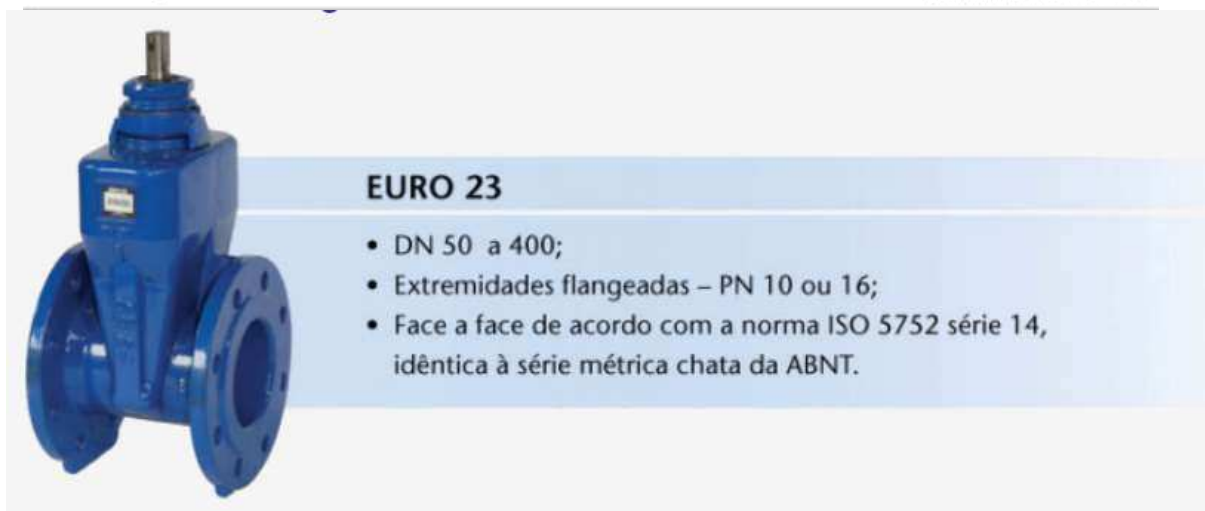 EURO 23
• DN 50 a 400;
• Extremidades flangeadas – PN 10 ou 16;
• Face a face de acordo com a norma ISO 5752 série 14,
idêntica à série métrica chata da ABNT.